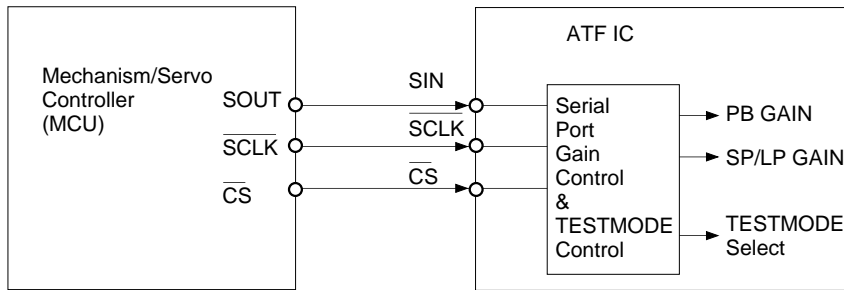 ATF IC
Mechanism/Servo
Controller
(MCU)
SOUT
SCLK
CS
SIN
SCLK
CS
Serial
Port
Gain
Control
&
TESTMODE
Control
PB GAIN
SP/LP GAIN
TESTMODE
Select